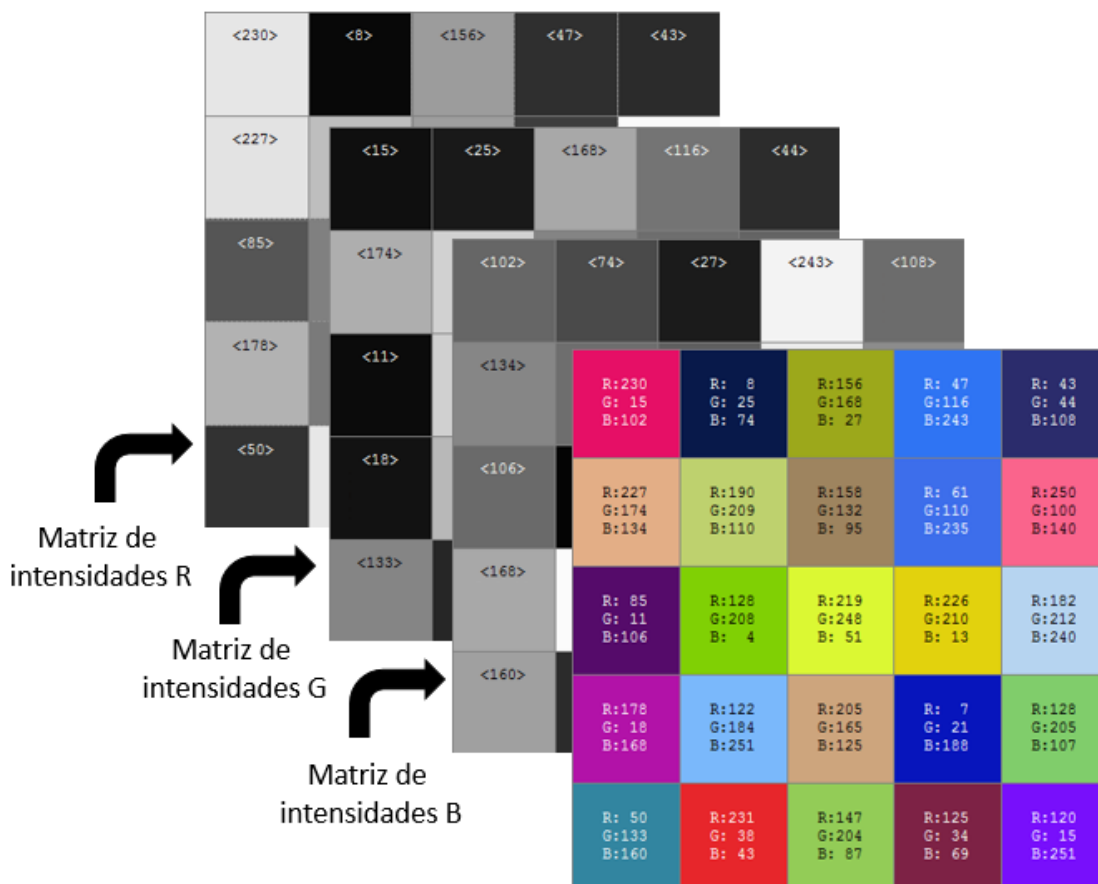 <230> <8> <156> <47> <43>
<227>
<85>
<178>
<50>
Matriz de
intensidades R
<15> <25> <168> <116> <44>
<174>
<11>
<18>
<133>
Matriz de
intensidades G
<102> <74> <27> <243> <108>
<134>
<106>
<168>
<160>
Matriz de
intensidades B
R:230 R: 8 R:156 R: 47 R: 43
G: 15 G: 25 G:168 G:116 G: 44
B:102 B: 74 B: 27 B:243 B:108
R:227 R:190 R:158 R: 61 R:250
G:174 G:209 G:132 G:110 G:100
B:134 B:110 B: 95 B:235 B:140
R: 85 R:128 R:219 R:226 R:182
G: 11 G:208 G:248 G:210 G:212
B:106 B: 4 B: 51 B: 13 B:240
R:178 R:122 R:205 R: 7 R:128
G: 18 G:184 G:165 G: 21 G:205
B:168 B:251 B:125 B:188 B:107
R: 50 R:231 R:147 R:125 R:120
G:133 G: 38 G:204 G: 34 G: 15
B:160 B: 43 B: 87 B: 69 B:251